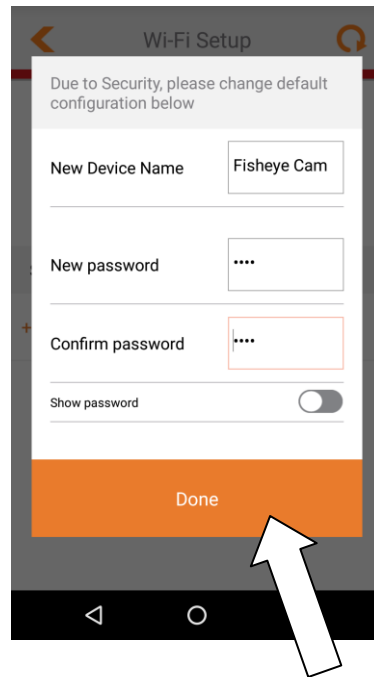 Wi-Fi Setup
Due to Security, please change default
configuration below
New Device Name
Fisheye Cam
New password
••••
Confirm password
••••
Show password
Done